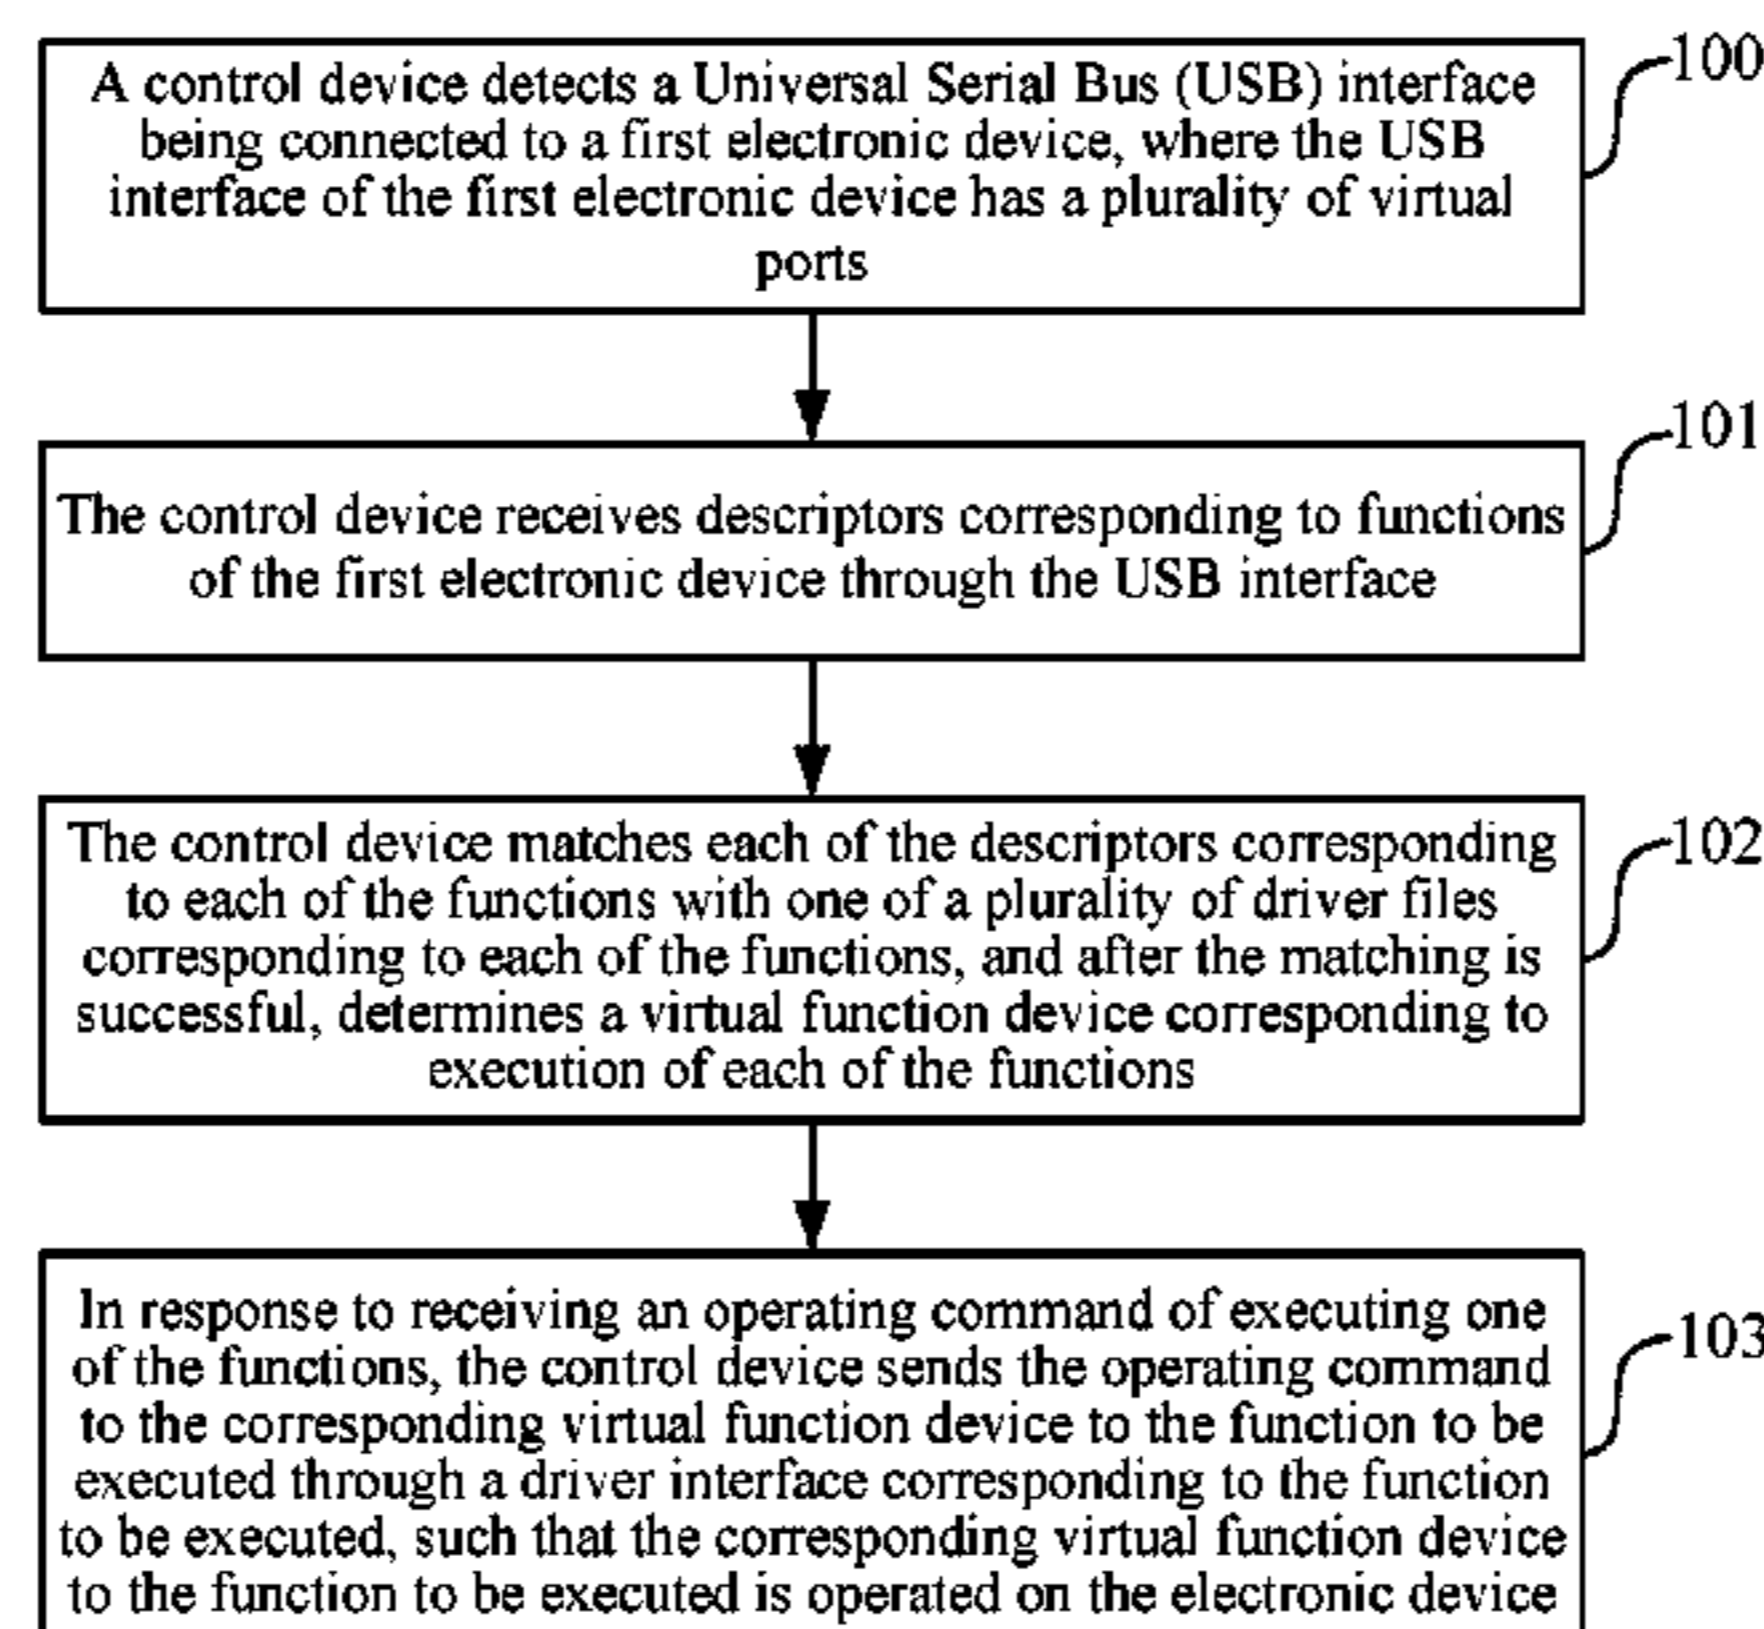 100
A control device detects a Universal Serial Bus (USB) interface
being connected to a first electronic device, where the USB
interface of the first electronic device has a plurality of virtual
ports
101
The control device receives descriptors corresponding to functions
of the first electronic device through the USB interface
102
The control device matches each of the descriptors corresponding
to each of the functions with one of a plurality of driver files
corresponding to each of the functions, and after the matching is
successful, determines a virtual function device corresponding to
execution of each of the functions
103
In response to receiving an operating command of executing one
of the functions, the control device sends the operating command
to the corresponding virtual function device to the function to be
executed through a driver interface corresponding to the function
to be executed, such that the corresponding virtual function device
to the function to be executed is operated on the electronic device